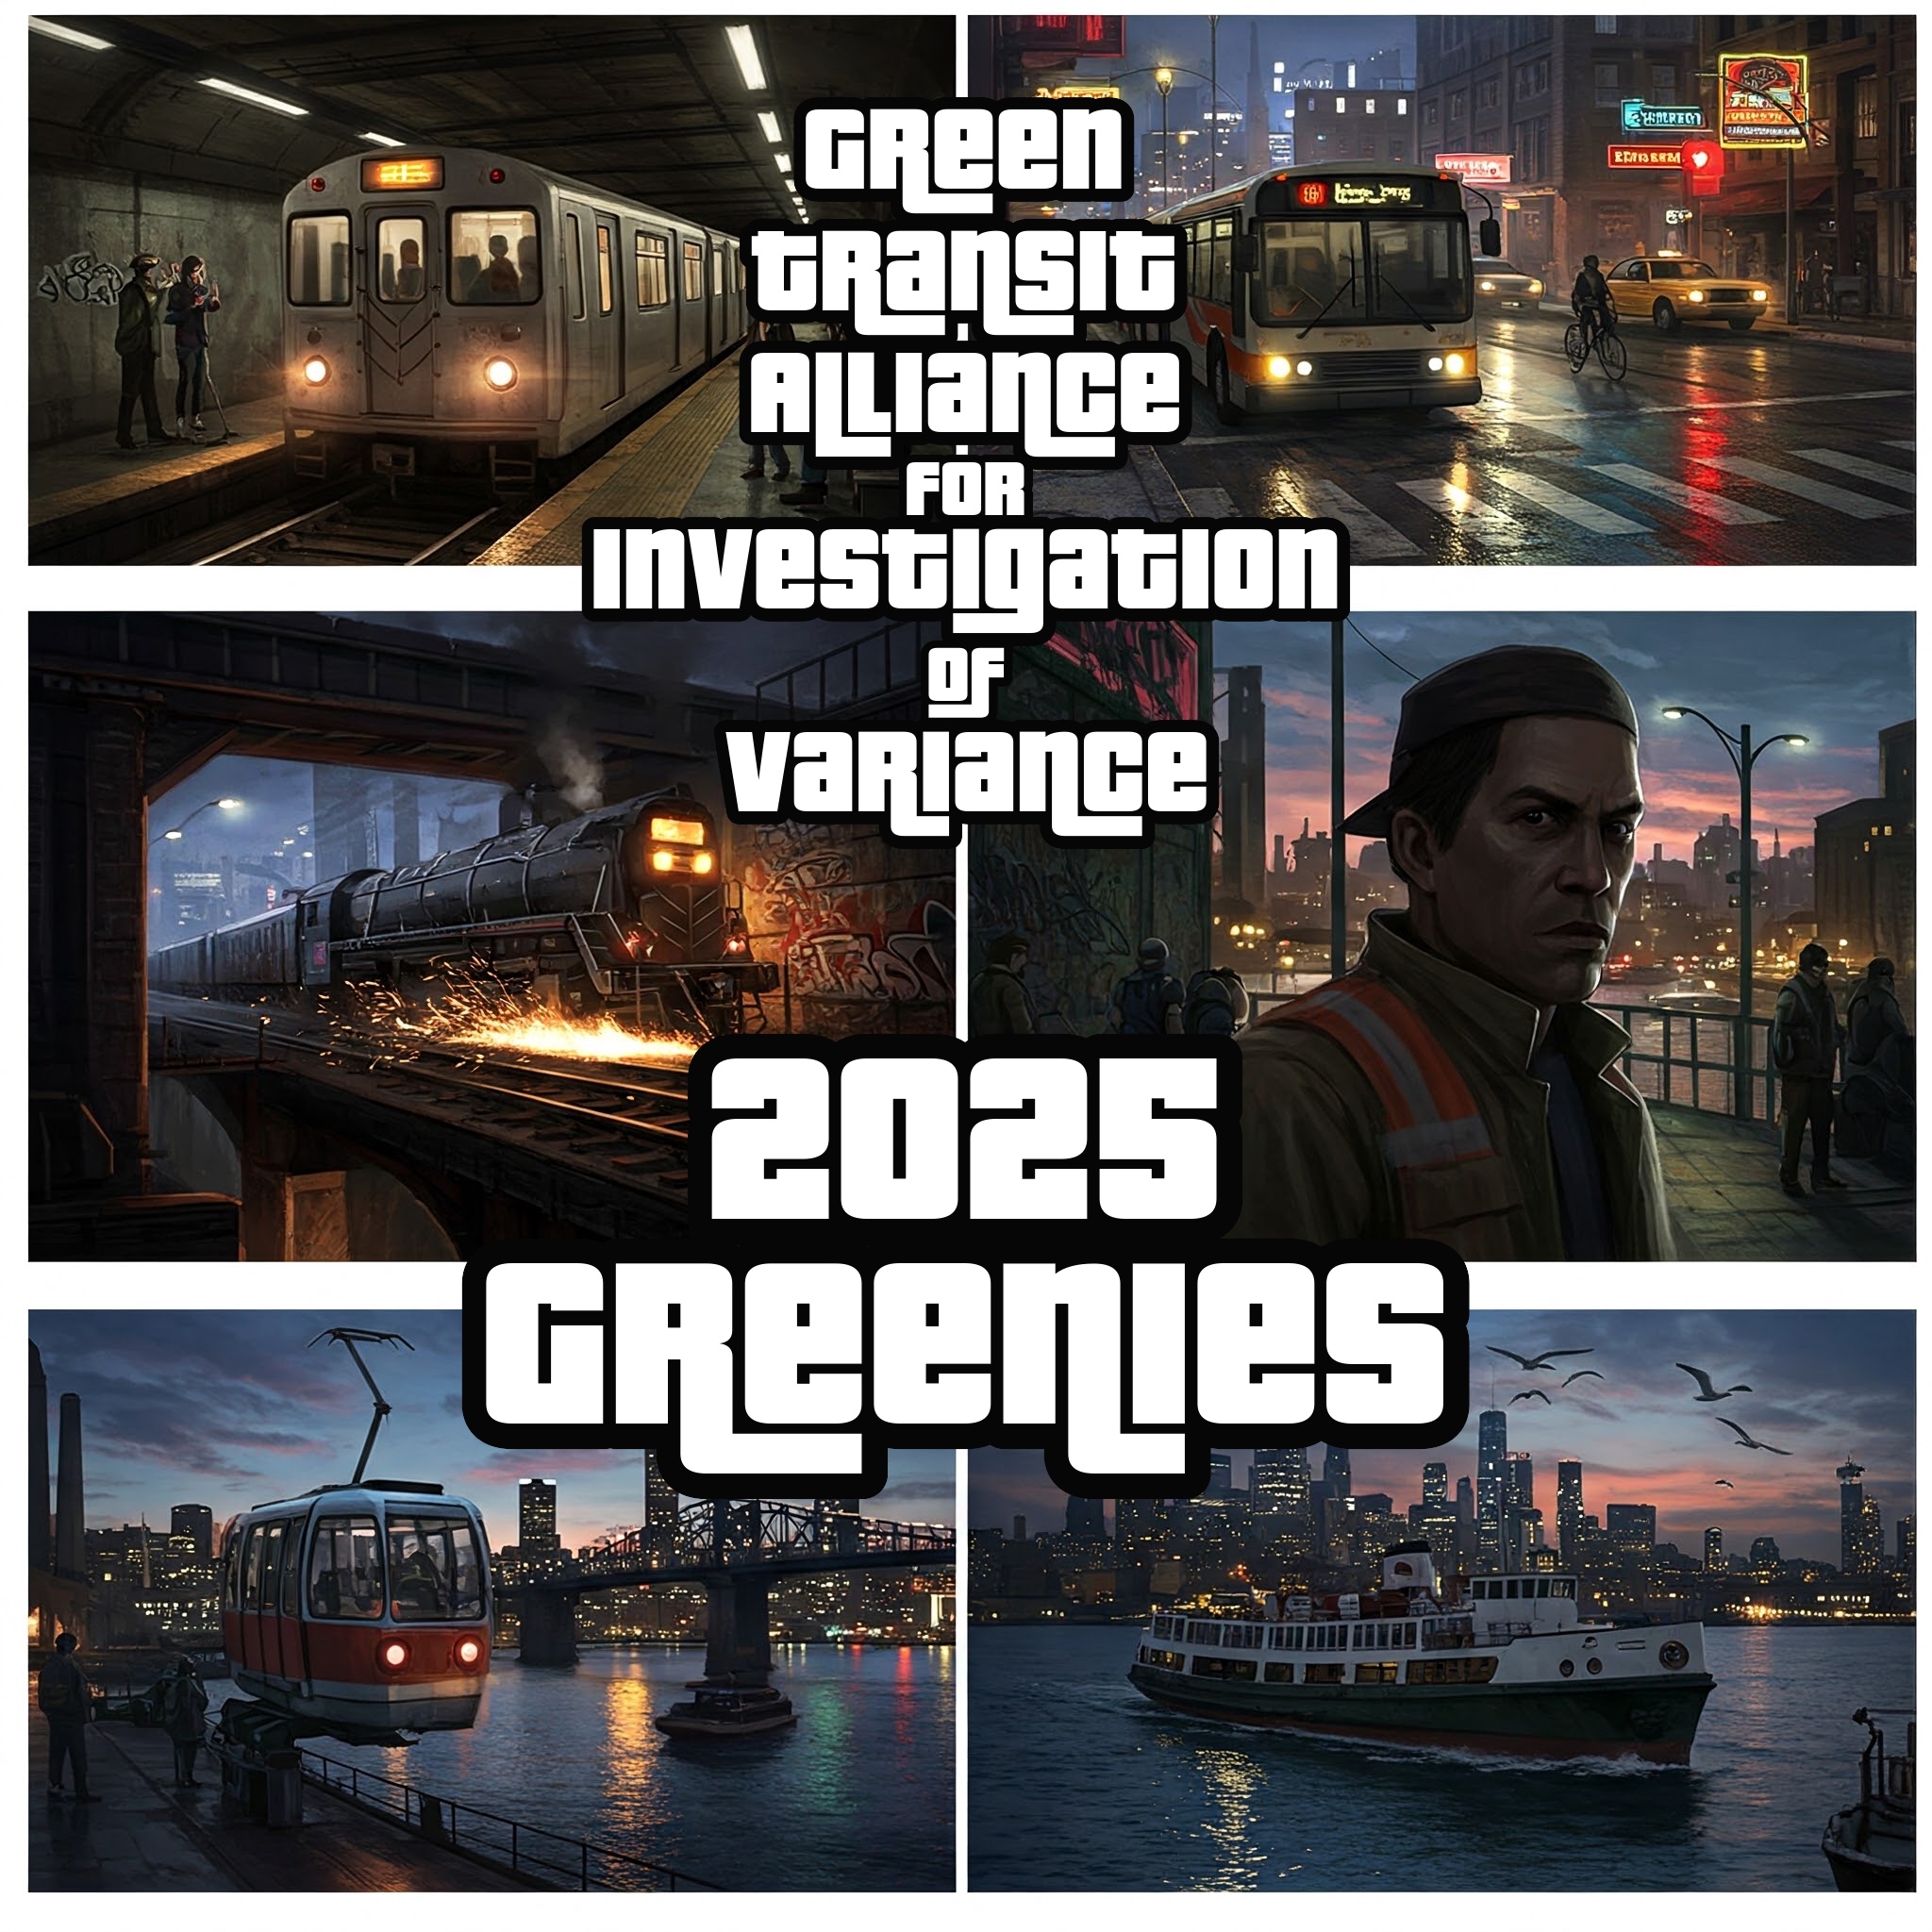 GREEN
TRANSIT
ALLIANCE
FOR
INVESTIGATION
OF
VARIANCE
2025
GREENIES